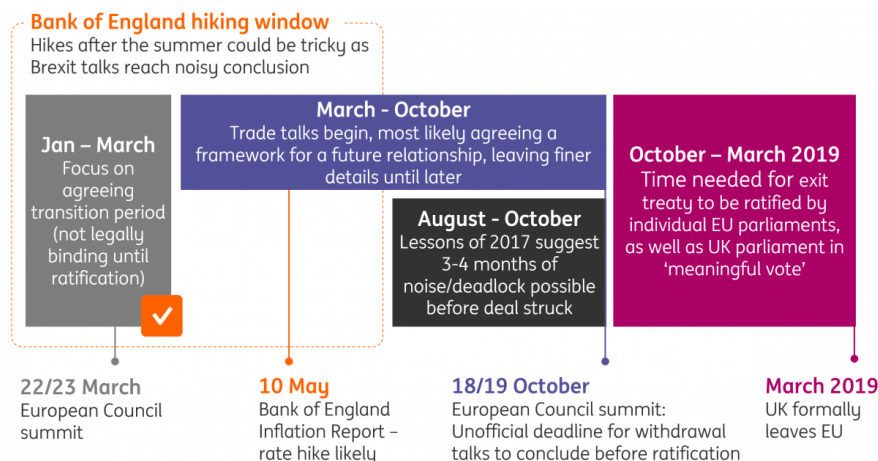 Bank of England hiking window
Hikes after the summer could be tricky as
Brexit talks reach noisy conclusion
Jan – March
Focus on
agreeing
transition period
(not legally
binding until
ratification)
March - October
Trade talks begin, most likely agreeing a
framework for a future relationship, leaving finer
details until later
August - October
Lessons of 2017 suggest
3-4 months of
noise/deadlock possible
before deal struck
October – March 2019
Time needed for exit
treaty to be ratified by
individual EU parliaments,
as well as UK parliament in
‘meaningful vote’
22/23 March
European Council
summit
10 May
Bank of England
Inflation Report –
rate hike likely
18/19 October
European Council summit:
Unofficial deadline for withdrawal
talks to conclude before ratification
March 2019
UK formally
leaves EU